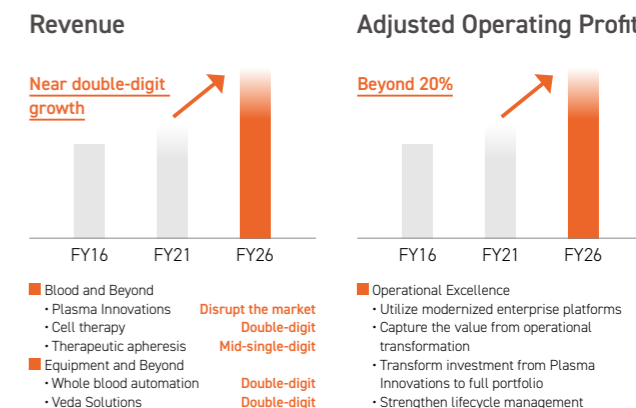 Revenue
Near double-digit
growth
FY16 FY21 FY26
Blood and Beyond
・Plasma Innovations Disrupt the market
・Cell therapy Double-digit
・Therapeutic apheresis Mid-single-digit
Equipment and Beyond
・Whole blood automation Double-digit
・Veda Solutions Double-digit
Adjusted Operating Profit
Beyond 20%
FY16 FY21 FY26
Operational Excellence
・Utilize modernized enterprise platforms
・Capture the value from operational
transformation
・Transform investment from Plasma
Innovations to full portfolio
・Strengthen lifecycle management